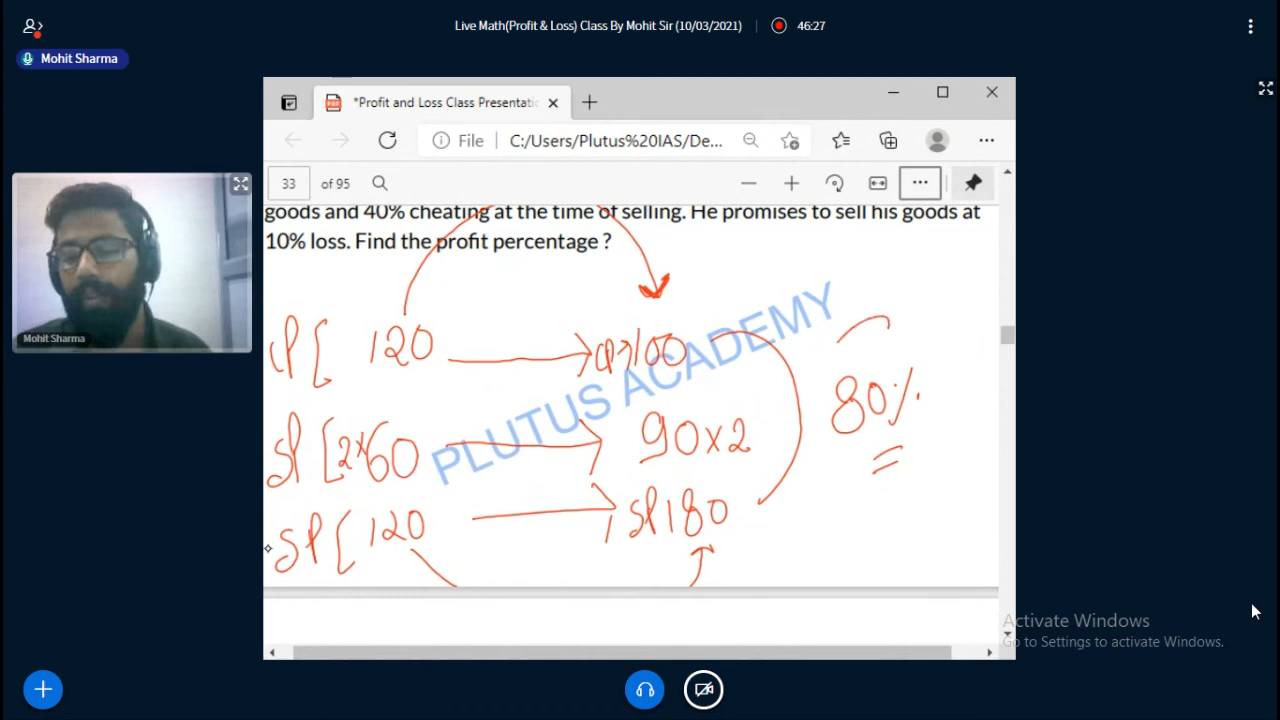 Live Math(Profit & Loss) Class By Mohit Sir (10/03/2021)
46:27
Mohit Sharma
*Profit and Loss Class Presentatio
File
C:/Users/Plutus%20IAS/De...
33
of 95
goods and 40% cheating at the time of selling. He promises to sell his goods at
10% loss. Find the profit percentage ?
CP [ 120
CP 100
80%
SP [ 2×60
90×2
SP [ 120
SP 180
PLUTUS ACADEMY
Mohit Sharma
Activate Windows
Go to Settings to activate Windows.